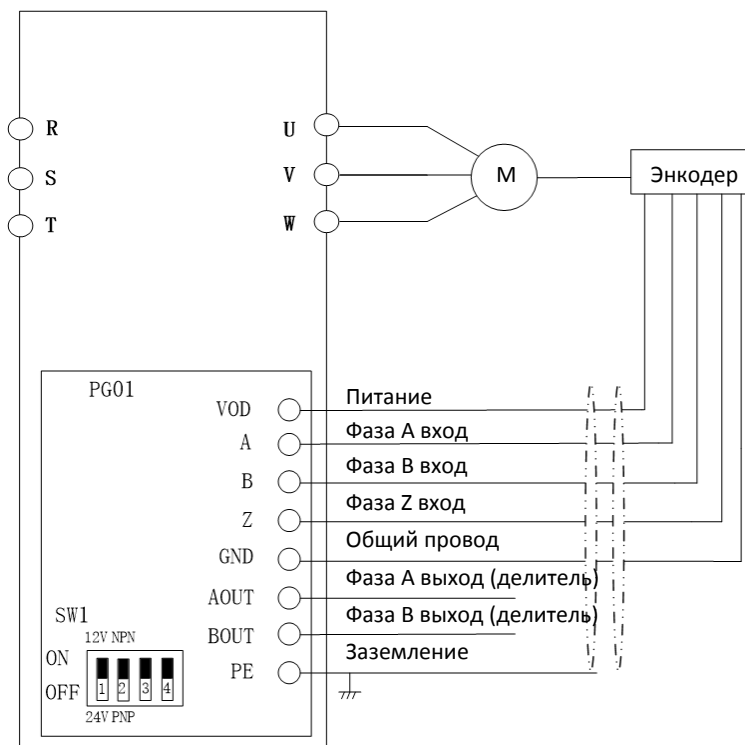 R
S
T
U
V
W
М
Энкодер
PG01
VOD
Питание
A
Фаза A вход
B
Фаза B вход
Z
Фаза Z вход
GND
Общий провод
AOUT
Фаза A выход (делитель)
BOUT
Фаза B выход (делитель)
PE
Заземление
SW1
12V NPN
ON
OFF
1 2 3 4
24V PNP